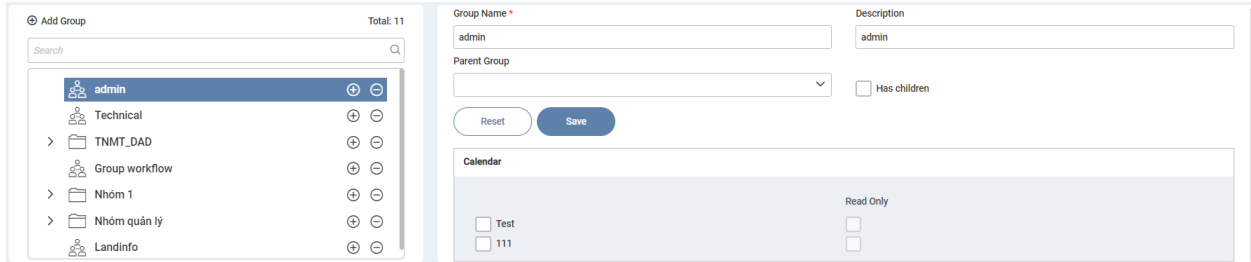 Add Group Total: 11
Search
admin
Technical
TNMT_DAD
Group workflow
Nhóm 1
Nhóm quản lý
Landinfo
Group Name * Description
admin admin
Parent Group
Has children
Reset Save
Calendar
Read Only
Test
111